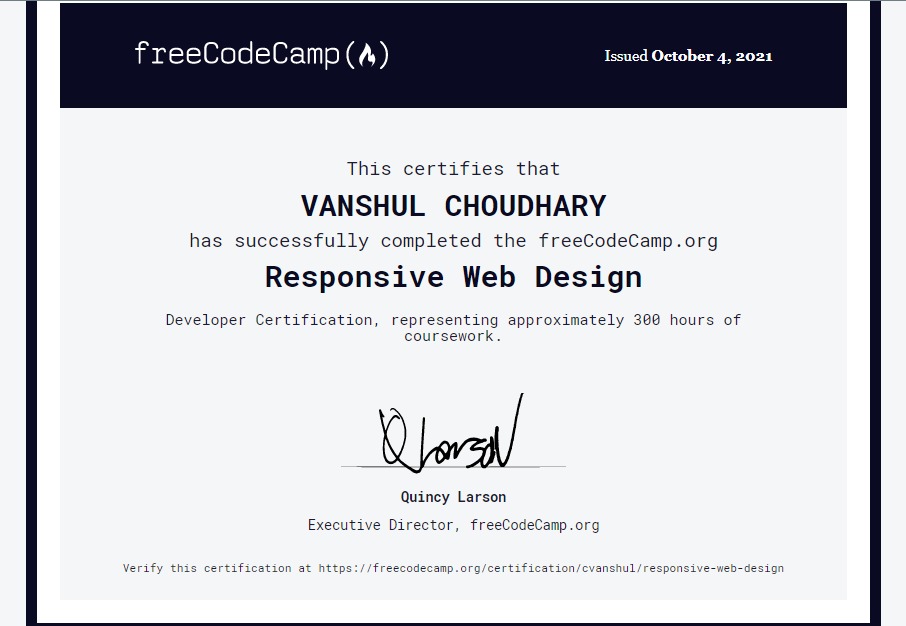 freeCodeCamp(🔥)
Issued October 4, 2021
This certifies that
VANSHUL CHOUDHARY
has successfully completed the freeCodeCamp.org
Responsive Web Design
Developer Certification, representing approximately 300 hours of
coursework.
Q Larson
Quincy Larson
Executive Director, freeCodeCamp.org
Verify this certification at https://freecodecamp.org/certification/cvanshul/responsive-web-design